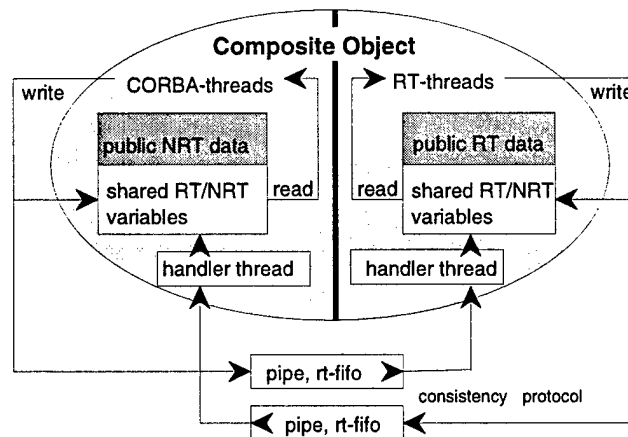 Composite Object
write
CORBA-threads
RT-threads
write
public NRT data
public RT data
shared RT/NRT
variables
read
read
shared RT/NRT
variables
handler thread
handler thread
pipe, rt-fifo
consistency protocol
pipe, rt-fifo